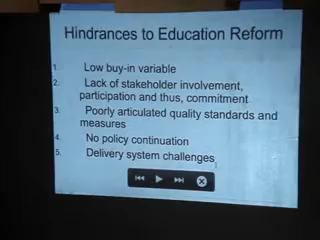 Hindrances to Education Reform
1. Low buy-in variable
2. Lack of stakeholder involvement,
participation and thus, commitment
3. Poorly articulated quality standards and
measures
4. No policy continuation
5. Delivery system challenges